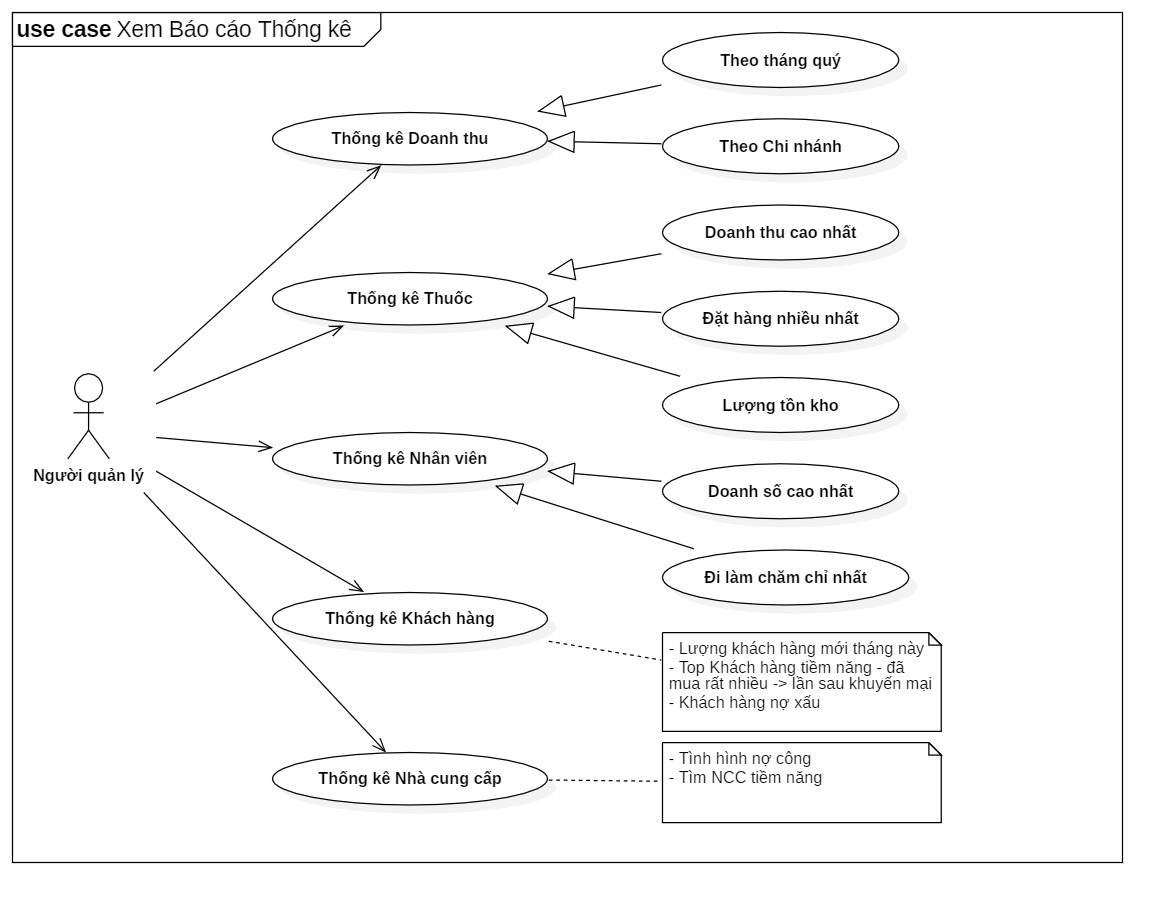 use case Xem Báo cáo Thống kê
Theo tháng quý
Thống kê Doanh thu
Theo Chi nhánh
Doanh thu cao nhất
Thống kê Thuốc
Đặt hàng nhiều nhất
Lượng tồn kho
Người quản lý
Thống kê Nhân viên
Doanh số cao nhất
Đi làm chăm chỉ nhất
Thống kê Khách hàng
- Lượng khách hàng mới tháng này
- Top Khách hàng tiềm năng - đã
mua rất nhiều -> lần sau khuyến mại
- Khách hàng nợ xấu
Thống kê Nhà cung cấp
- Tình hình nợ công
- Tìm NCC tiềm năng